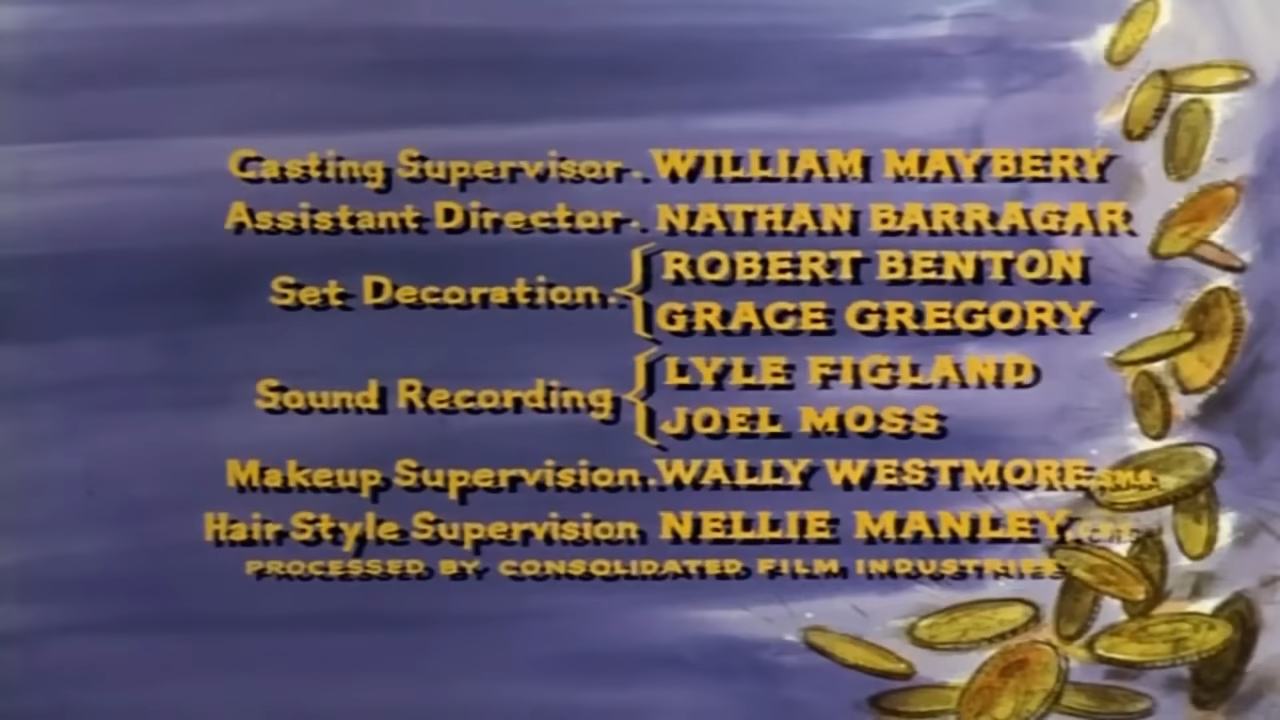 Casting Supervisor. WILLIAM MAYBERY
Assistant Director. NATHAN BARRAGAR
Set Decoration. { ROBERT BENTON
GRACE GREGORY
Sound Recording { LYLE FIGLAND
JOEL MOSS
Makeup Supervision. WALLY WESTMORE
Hair Style Supervision NELLIE MANLEY
PROCESSED BY CONSOLIDATED FILM INDUSTRIES